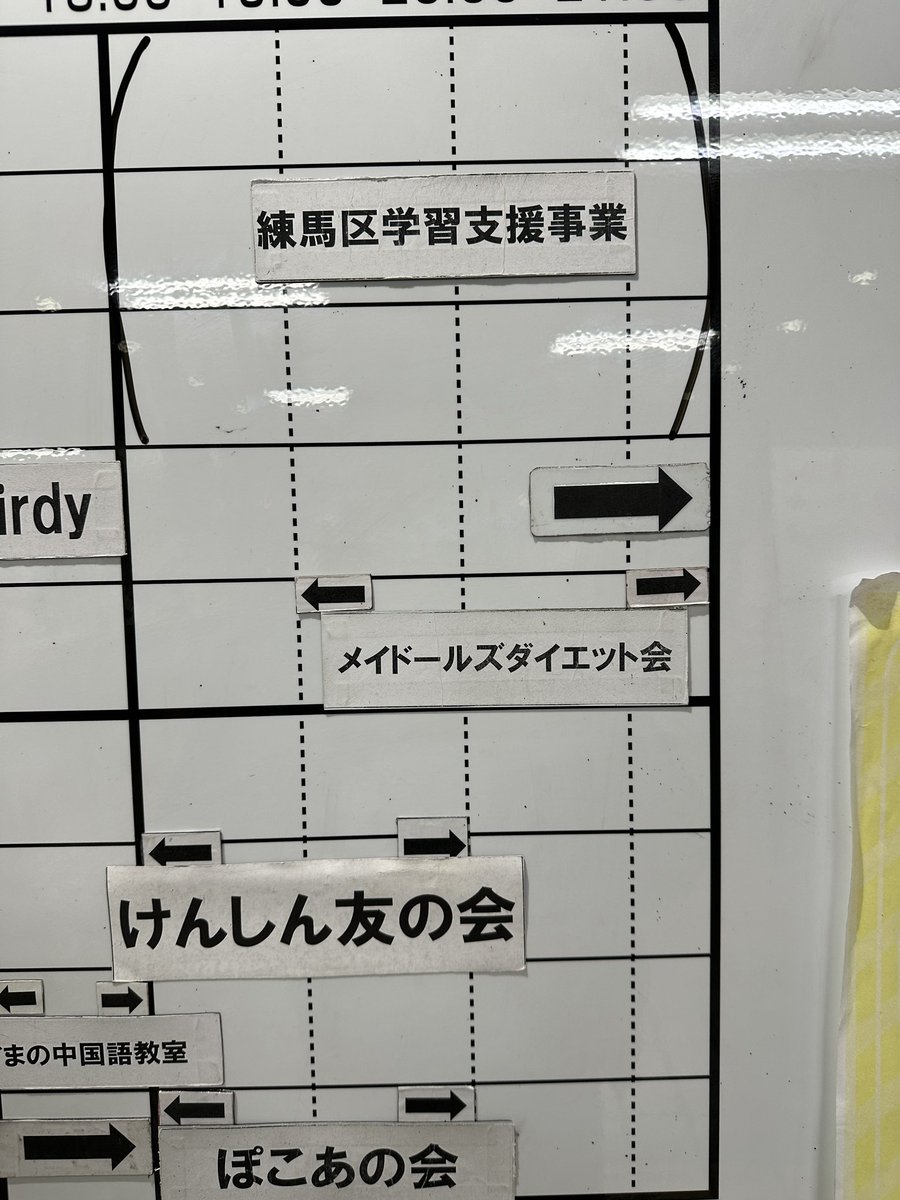 練馬区学習支援事業
irdy
メイドールズダイエット会
けんしん友の会
まの中国語教室
ぽこあの会